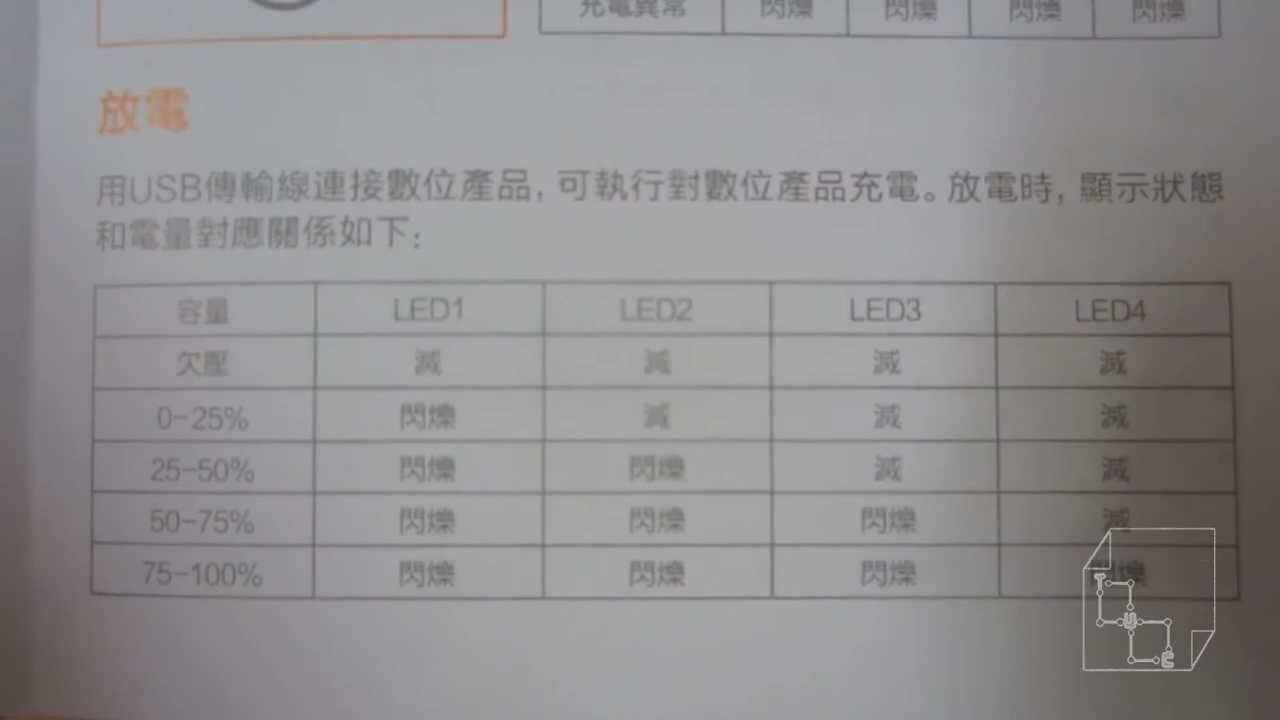 充電異常 閃爍 閃爍 閃爍 閃爍
放電
用USB傳輸線連接數位產品，可執行對數位產品充電。放電時，顯示狀態
和電量對應關係如下：
容量 LED1 LED2 LED3 LED4
欠壓 滅 滅 滅 滅
0-25% 閃爍 滅 滅 滅
25-50% 閃爍 閃爍 滅 滅
50-75% 閃爍 閃爍 閃爍 滅
75-100% 閃爍 閃爍 閃爍 閃爍
T
U
E